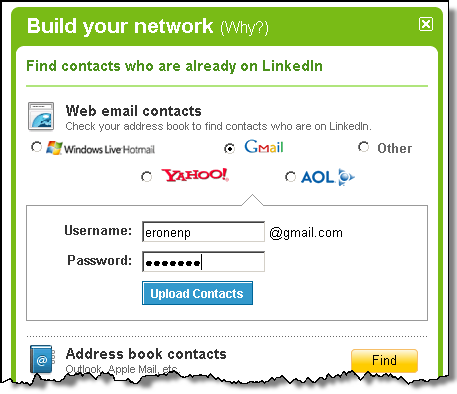 Build your network (Why?)
Find contacts who are already on LinkedIn
Web email contacts
Check your address book to find contacts who are on LinkedIn.
Windows Live Hotmail GMail Other
YAHOO! AOL
Username: eronenp @gmail.com
Password: ●●●●●●●
Upload Contacts
@ Address book contacts Find
Outlook, Apple Mail, etc.